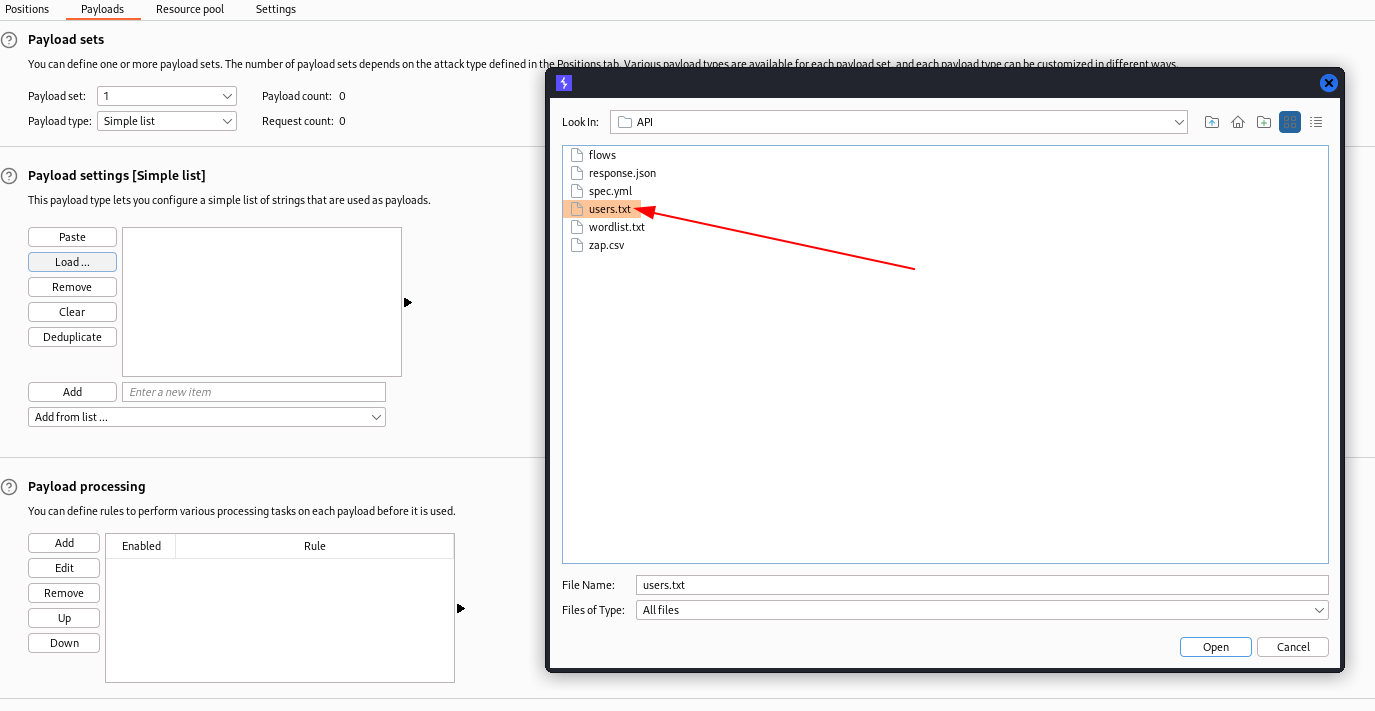 Positions Payloads Resource pool Settings
Payload sets
You can define one or more payload sets. The number of payload sets depends on the attack type defined in the Positions tab. Various payload types are available for each payload set, and each payload type can be customized in different ways.
Payload set: 1 Payload count: 0
Payload type: Simple list Request count: 0
Payload settings [Simple list]
This payload type lets you configure a simple list of strings that are used as payloads.
Paste
Load ...
Remove
Clear
Deduplicate
Add Enter a new item
Add from list ...
Payload processing
You can define rules to perform various processing tasks on each payload before it is used.
Add Enabled Rule
Edit
Remove
Up
Down
Look In: API
flows
response.json
spec.yml
users.txt
wordlist.txt
zap.csv
File Name: users.txt
Files of Type: All files
Open Cancel